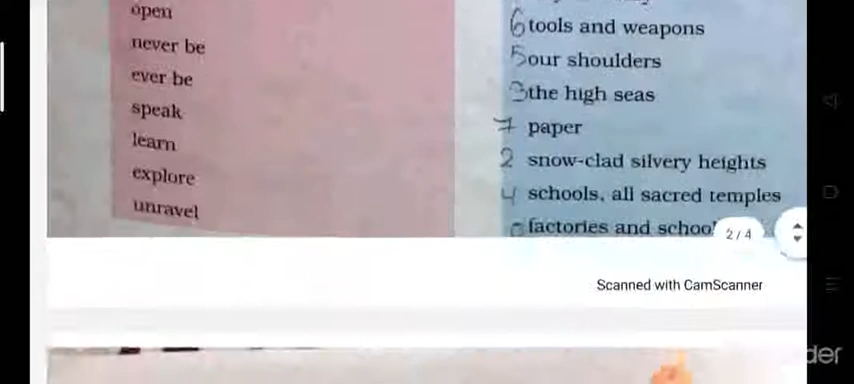 open
never be
ever be
speak
learn
explore
unravel
6 tools and weapons
5 our shoulders
3 the high seas
7 paper
2 snow-clad silvery heights
4 schools, all sacred temples
factories and school
2 / 4
Scanned with CamScanner
der